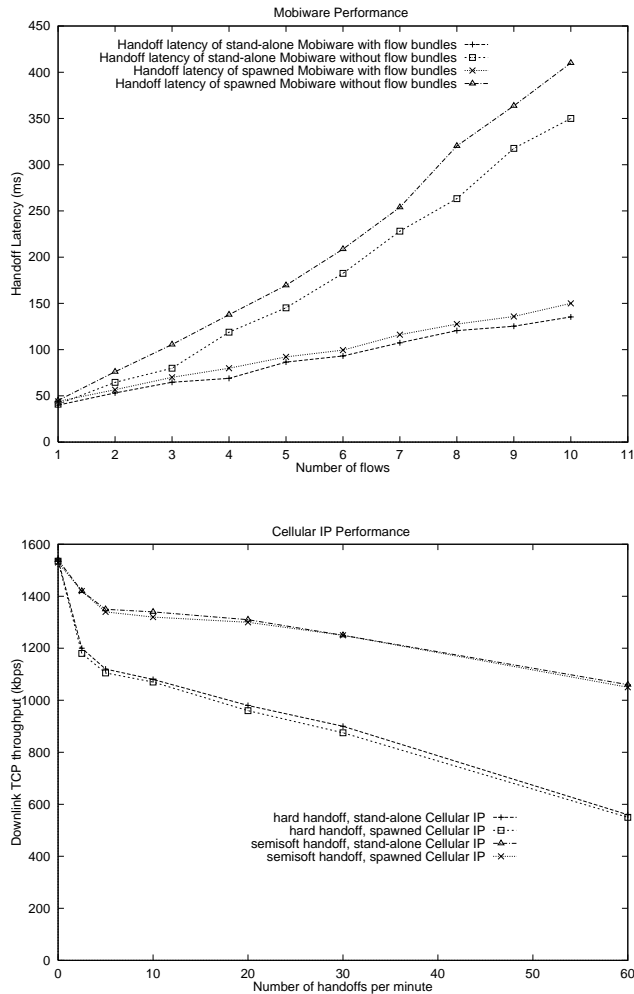 Mobiware Performance
450
400
350
300
250
200
150
100
50
0
Handoff Latency (ms)
Handoff latency of stand-alone Mobiware with flow bundles
Handoff latency of stand-alone Mobiware without flow bundles
Handoff latency of spawned Mobiware with flow bundles
Handoff latency of spawned Mobiware without flow bundles
1 2 3 4 5 6 7 8 9 10 11
Number of flows
Cellular IP Performance
1600
1400
1200
1000
800
600
400
200
0
Downlink TCP throughput (kbps)
hard handoff, stand-alone Cellular IP
hard handoff, spawned Cellular IP
semisoft handoff, stand-alone Cellular IP
semisoft handoff, spawned Cellular IP
0 10 20 30 40 50 60
Number of handoffs per minute